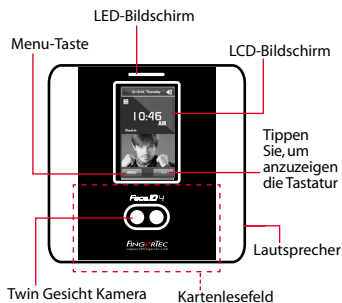 LED-Bildschirm
Menu-Taste
LCD-Bildschirm
10:46
AM
Tippen
Sie, um
anzuzeigen
die Tastatur
Face ID 4
FINGERTEC
Lautsprecher
Twin Gesicht Kamera
Kartenlesefeld